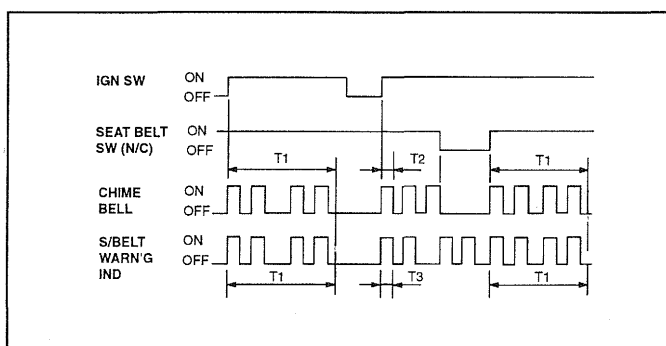 IGN SW ON
OFF
SEAT BELT ON
SW (N/C) OFF
T1 T2 T1
CHIME ON
BELL OFF
S/BELT ON
WARN'G OFF
IND
T1 T3 T1